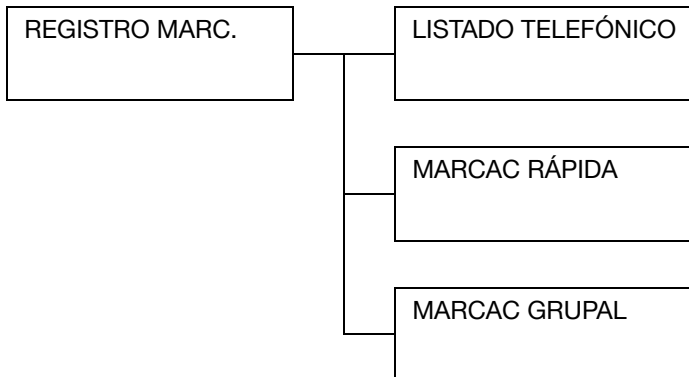 REGISTRO MARC.
LISTADO TELEFÓNICO
MARCAC RÁPIDA
MARCAC GRUPAL